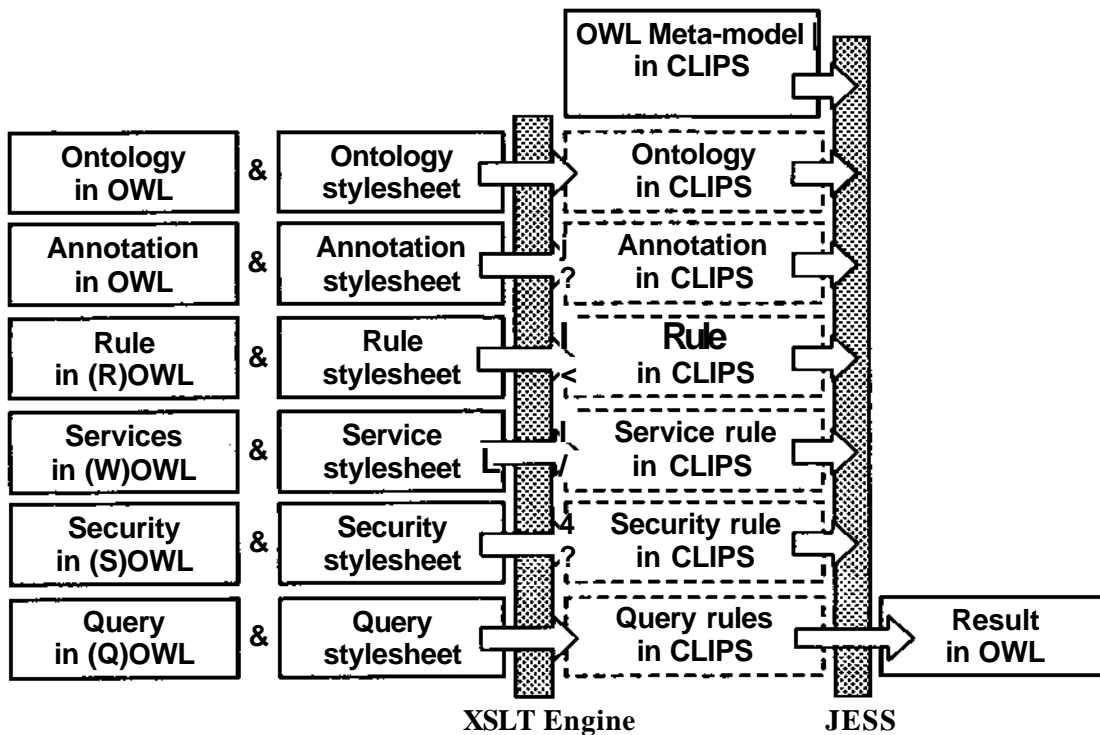 OWL Meta-model
in CLIPS
Ontology
in OWL
&
Ontology
stylesheet
Ontology
in CLIPS
Annotation
in OWL
&
Annotation
stylesheet
?
Annotation
in CLIPS
Rule
in (R)OWL
&
Rule
stylesheet
<
Rule
in CLIPS
Services
in (W)OWL
&
Service
stylesheet
Service rule
in CLIPS
Security
in (S)OWL
&
Security
stylesheet
4
?
Security rule
in CLIPS
Query
in (Q)OWL
&
Query
stylesheet
Query rules
in CLIPS
Result
in OWL
XSLT Engine
JESS